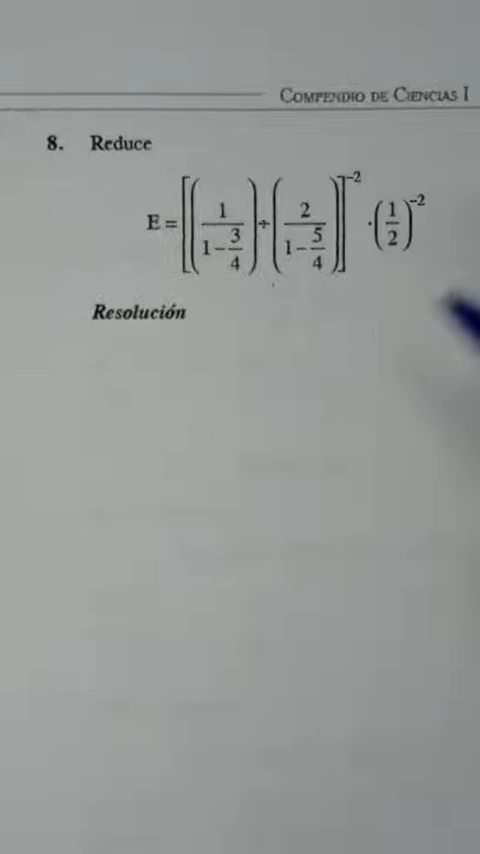 COMPENDIO DE CIENCIAS I
8. Reduce
E = [(1/(1-3/4)) ÷ (2/(1-5/4))]^-2 · (1/2)^-2
Resolución